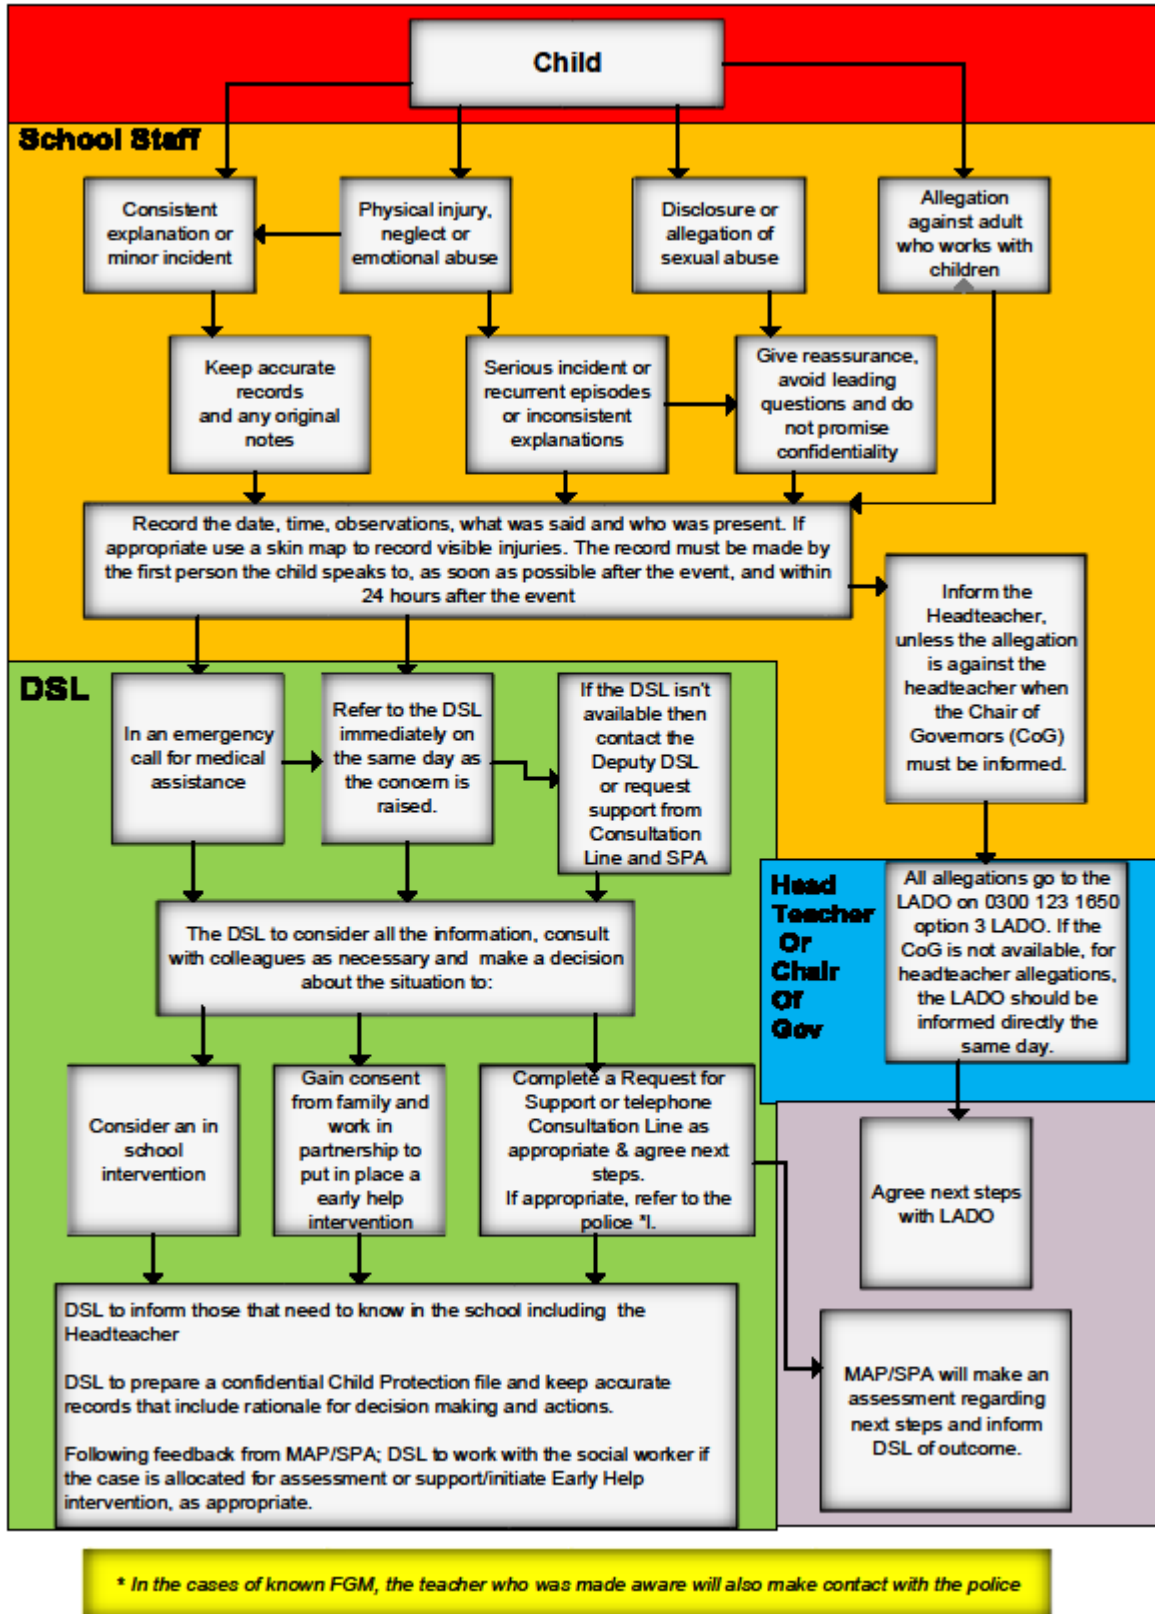 Child
School Staff
Consistent
explanation or
minor incident
Physical injury,
neglect or
emotional abuse
Disclosure or
allegation of
sexual abuse
Allegation
against adult
who works with
children
Keep accurate
records
and any original
notes
Serious incident or
recurrent episodes
or inconsistent
explanations
Give reassurance,
avoid leading
questions and do
not promise
confidentiality
Record the date, time, observations, what was said and who was present. If
appropriate use a skin map to record visible injuries. The record must be made by
the first person the child speaks to, as soon as possible after the event, and within
24 hours after the event
Inform the
Headteacher,
unless the allegation
is against the
headteacher when
the Chair of
Governors (CoG)
must be informed.
DSL
In an emergency
call for medical
assistance
Refer to the DSL
immediately on
the same day as
the concern is
raised.
If the DSL isn't
available then
contact the
Deputy DSL
or request
support from
Consultation
Line and SPA
Head
Teacher
Or
Chair
Of
Gov
All allegations go to the
LADO on 0300 123 1650
option 3 LADO. If the
CoG is not available, for
headteacher allegations,
the LADO should be
informed directly the
same day.
The DSL to consider all the information, consult
with colleagues as necessary and make a decision
about the situation to:
Consider an in
school
intervention
Gain consent
from family and
work in
partnership to
put in place a
early help
intervention
Complete a Request for
Support or telephone
Consultation Line as
appropriate & agree next
steps.
If appropriate, refer to the
police *I.
Agree next steps
with LADO
DSL to inform those that need to know in the school including the
Headteacher
DSL to prepare a confidential Child Protection file and keep accurate
records that include rationale for decision making and actions.
Following feedback from MAP/SPA; DSL to work with the social worker if
the case is allocated for assessment or support/initiate Early Help
intervention, as appropriate.
MAP/SPA will make an
assessment regarding
next steps and inform
DSL of outcome.
* In the cases of known FGM, the teacher who was made aware will also make contact with the police